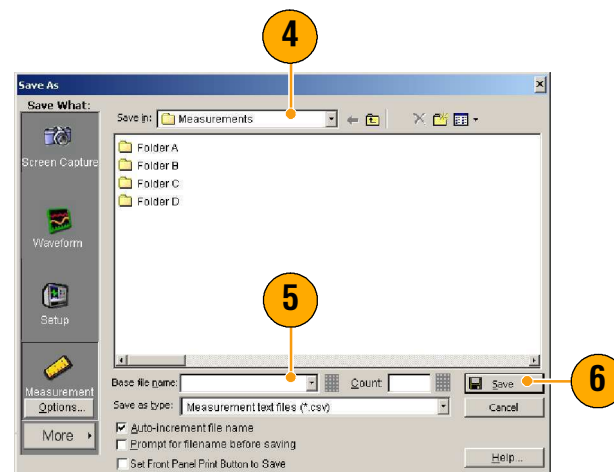 4
Save As
Save What:
Save in: Measurements
Screen Capture
Folder A
Folder B
Folder C
Folder D
Waveform
Setup
5
Measurement
Base file name:
Count:
Save
6
Options...
Save as type: Measurement text files (*.csv)
Cancel
More
Auto-increment file name
Prompt for filename before saving
Set Front Panel Print Button to Save
Help...